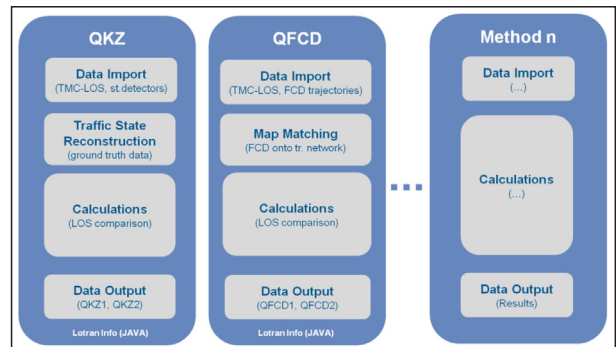 QKZ
Data Import
(TMC-LOS, st.detectors)
Traffic State
Reconstruction
(ground truth data)
Calculations
(LOS comparison)
Data Output
(QKZ1, QKZ2)
Lotran Info (JAVA)
QFCD
Data Import
(TMC-LOS, FCD trajectories)
Map Matching
(FCD onto tr. network)
Calculations
(LOS comparison)
Data Output
(QFCD1, QFCD2)
Lotran Info (JAVA)
Method n
Data Import
(...)
Calculations
(...)
Data Output
(Results)